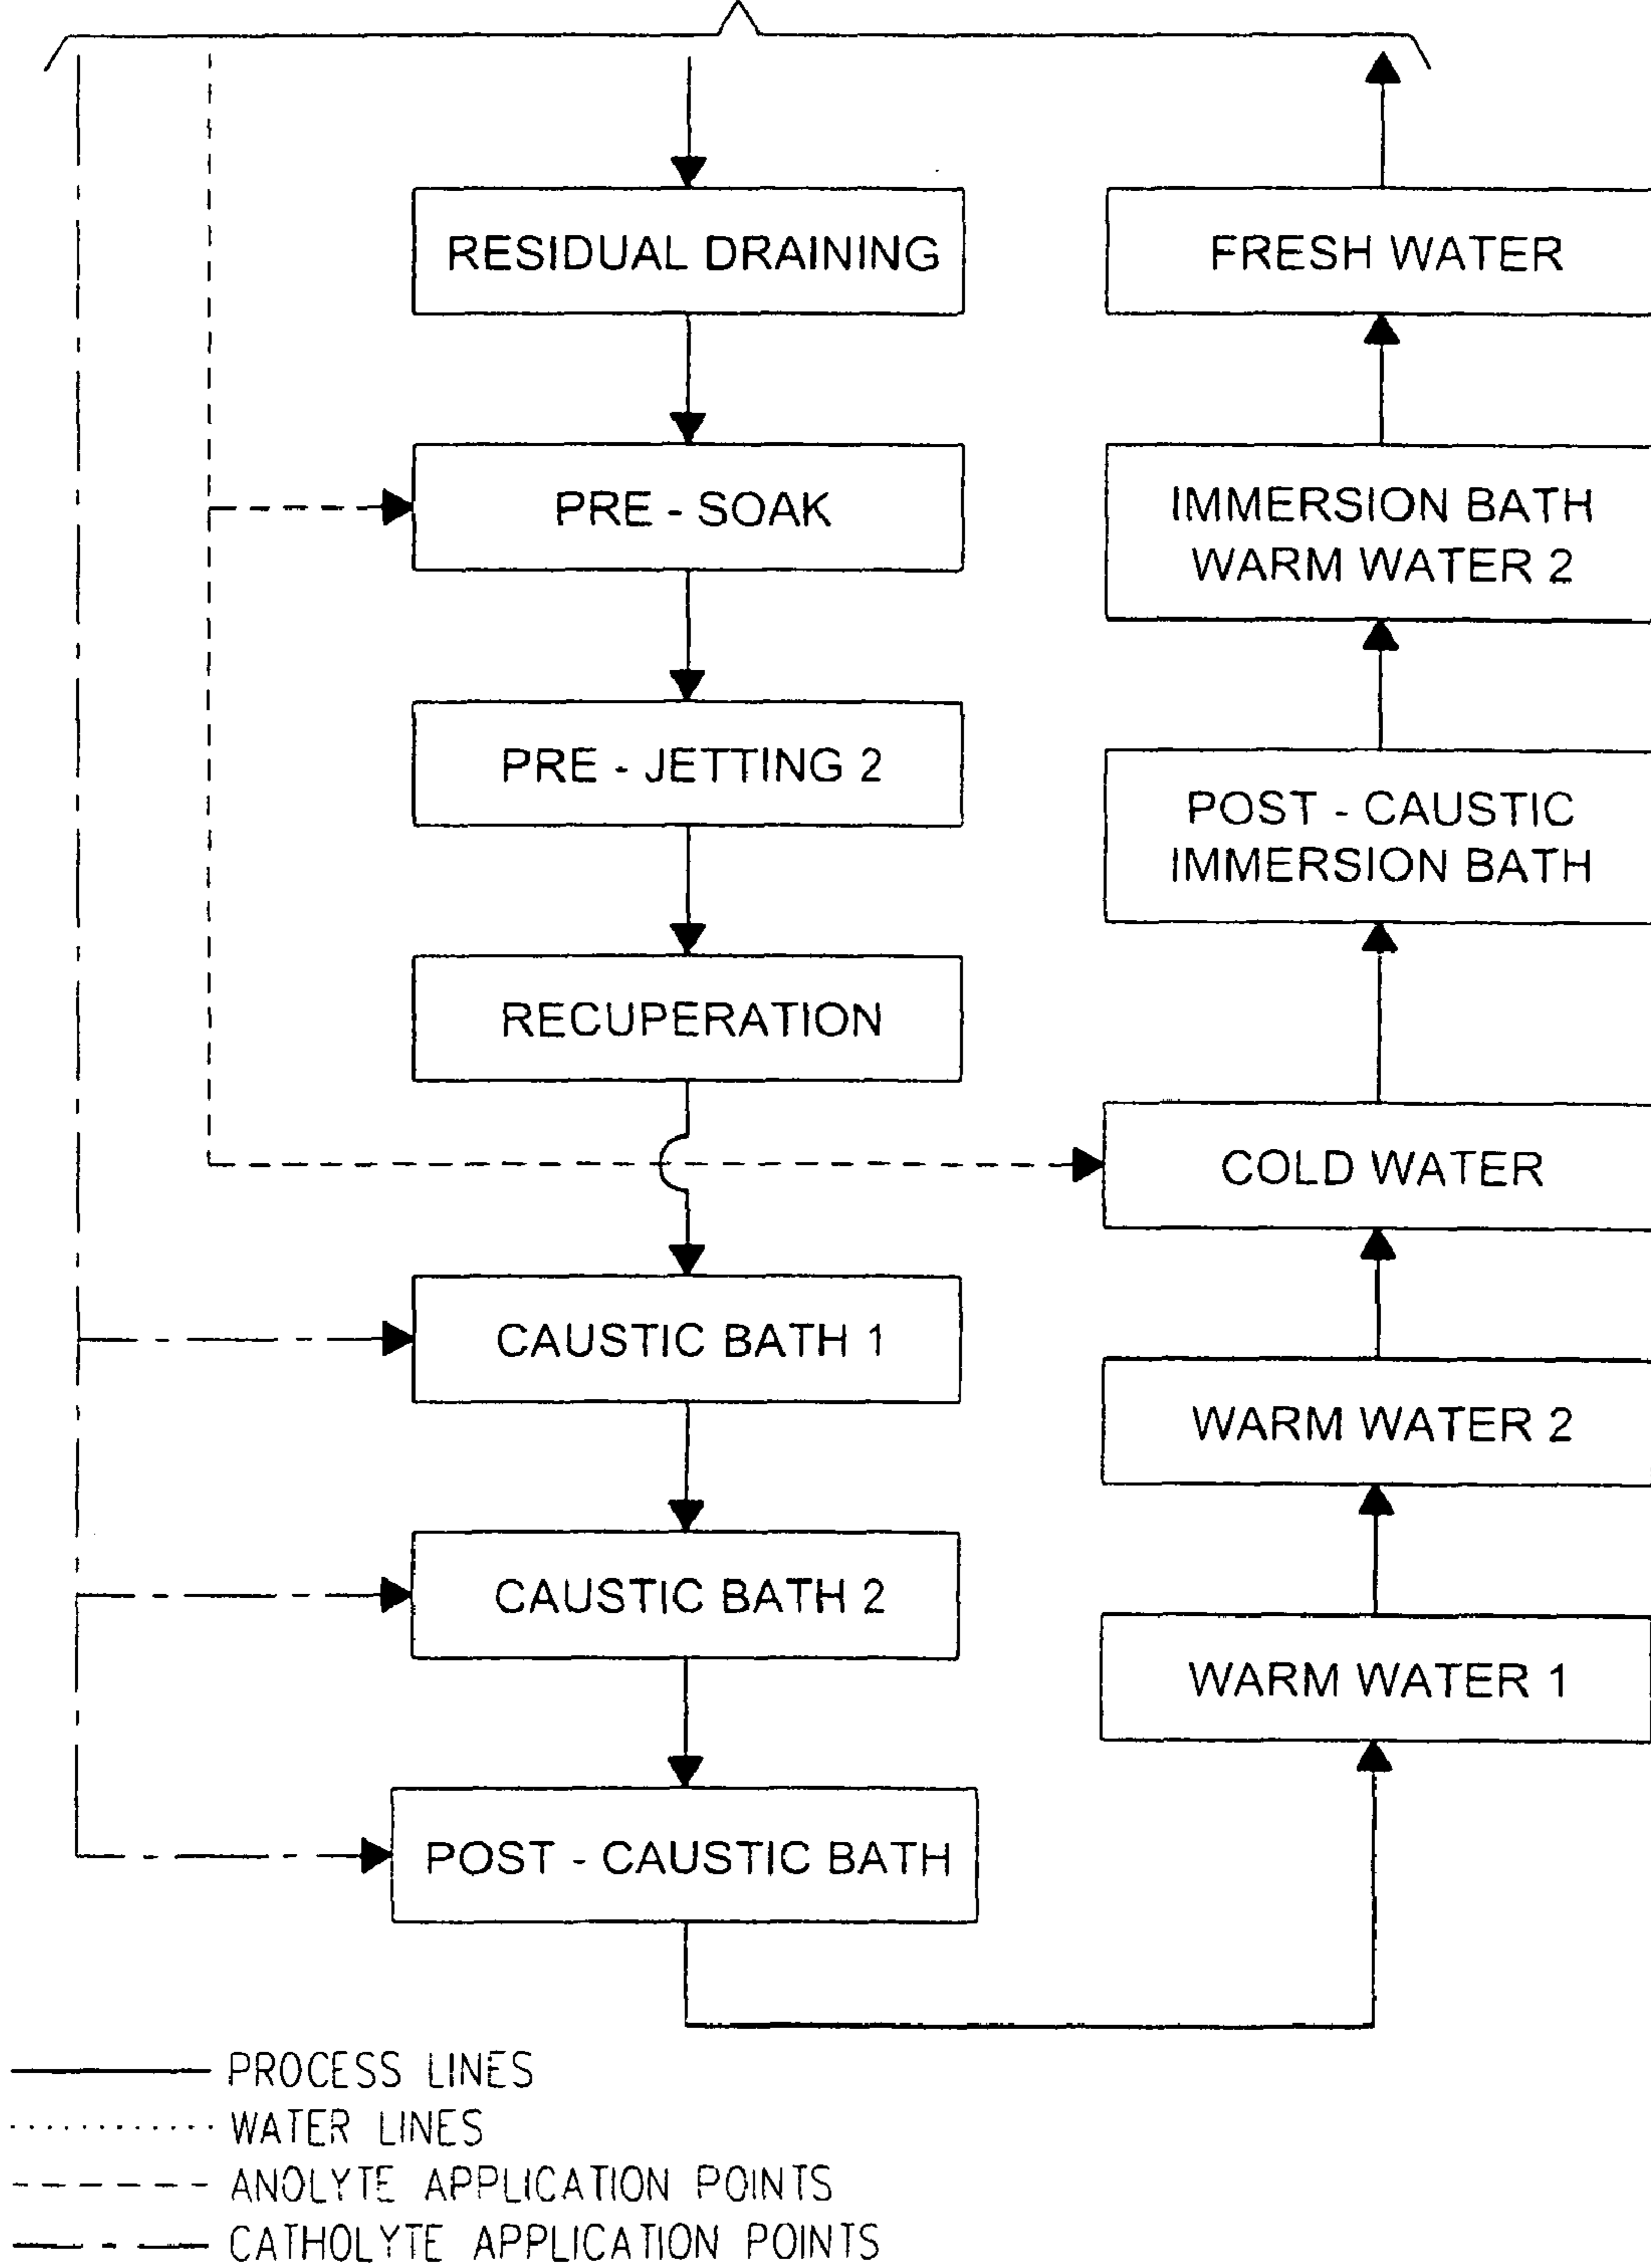 RESIDUAL DRAINING
PRE - SOAK
PRE - JETTING 2
RECUPERATION
CAUSTIC BATH 1
CAUSTIC BATH 2
POST - CAUSTIC BATH
FRESH WATER
IMMERSION BATH
WARM WATER 2
POST - CAUSTIC
IMMERSION BATH
COLD WATER
WARM WATER 2
WARM WATER 1
PROCESS LINES
WATER LINES
ANOLYTE APPLICATION POINTS
CATHOLYTE APPLICATION POINTS